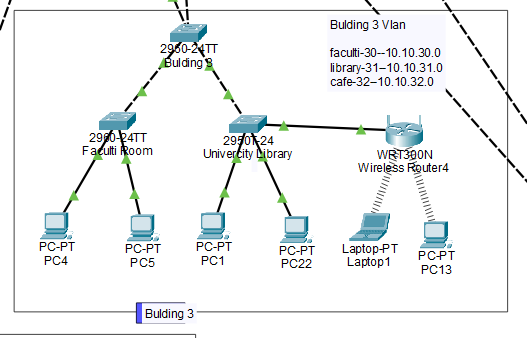 Bulding 3 Vlan
faculti-30--10.10.30.0
library-31--10.10.31.0
cafe-32--10.10.32.0
2950-24TT
Bulding 3
2960-24TT
Faculti Room
2950T-24
Univercity Library
WRT300N
Wireless Router4
PC-PT
PC4
PC-PT
PC5
PC-PT
PC1
PC-PT
PC22
Laptop-PT
Laptop1
PC-PT
PC13
Bulding 3